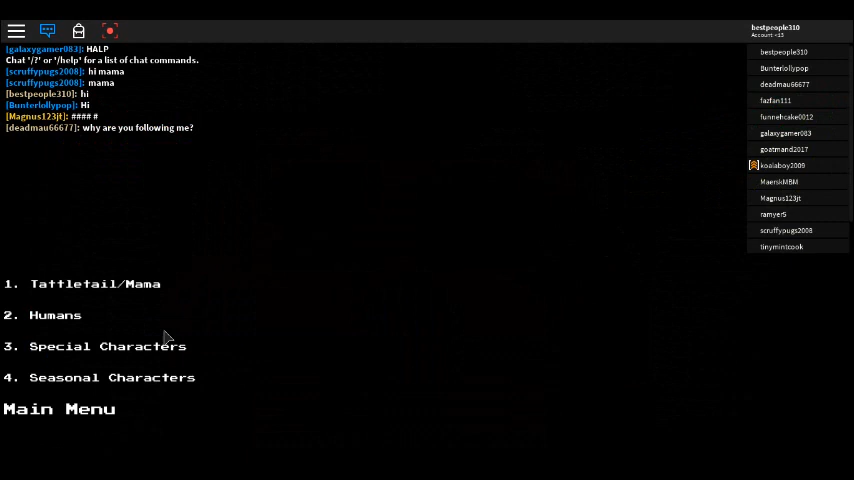 bestpeople310
Account <13
[galaxygamer083]: HALP
Chat '/?' or '/help' for a list of chat commands.
[scruffypugs2008]: hi mama
[scruffypugs2008]: mama
[bestpeople310]: hi
[Bunterlollypop]: Hi
[Magnus123jt]: #### #
[deadmau66677]: why are you following me?
bestpeople310
Bunterlollypop
deadmau66677
fazfan111
funnehcake0012
galaxygamer083
goatmand2017
koalaboy2009
MaerskMBM
Magnus123jt
ramyer5
scruffypugs2008
tinymintcook
1. Tattletail/Mama
2. Humans
3. Special Characters
4. Seasonal Characters
Main Menu